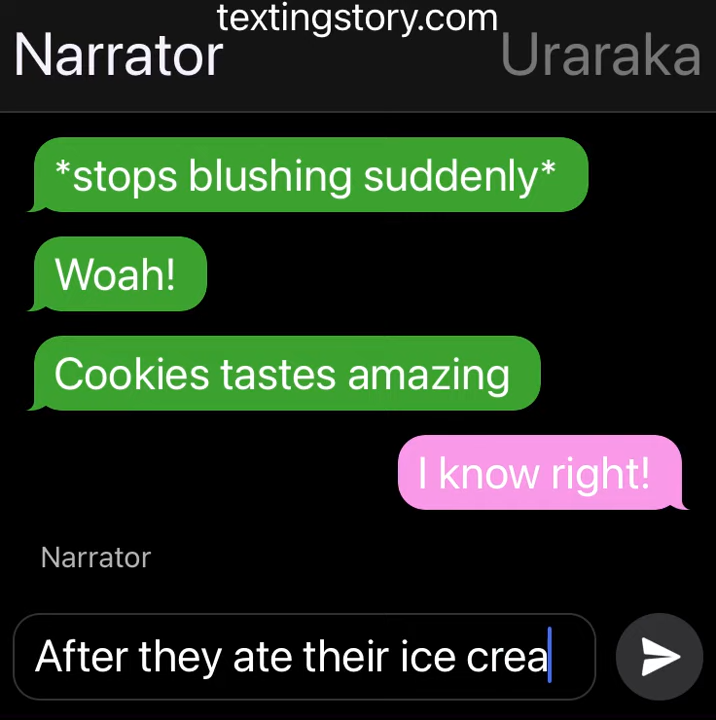 textingstory.com
Narrator
Uraraka
*stops blushing suddenly*
Woah!
Cookies tastes amazing
I know right!
Narrator
After they ate their ice crea